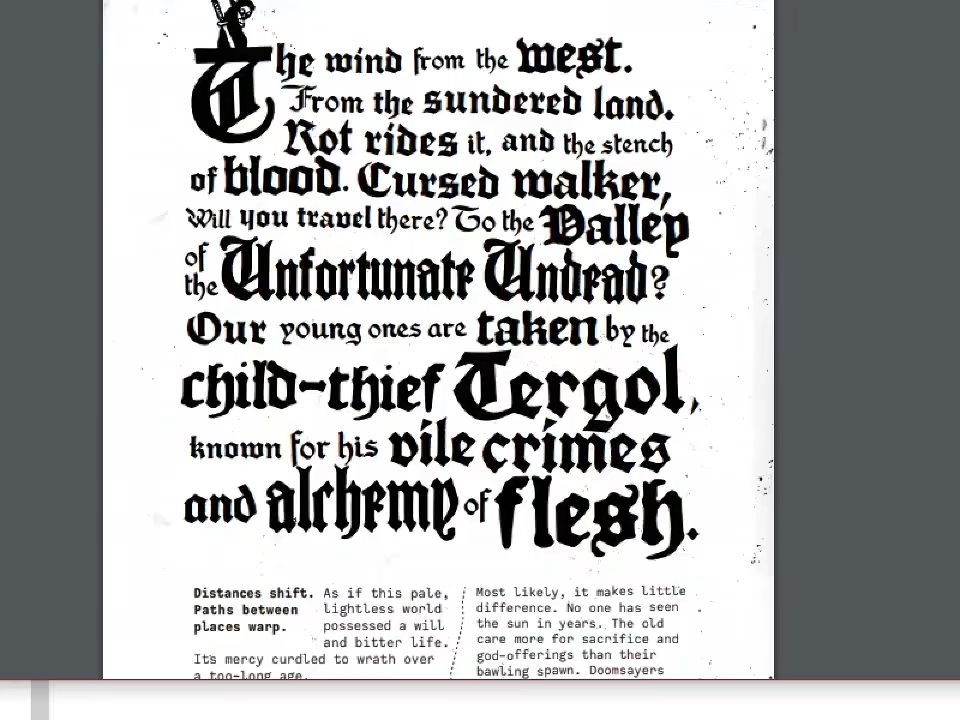 The wind from the west.
From the sundered land.
Rot rides it, and the stench
of blood. Cursed walker,
Will you travel there? To the Valley
of the Unfortunate Undead?
Our young ones are taken by the
child-thief Tergol,
known for his vile crimes
and alchemy of flesh.
Distances shift. As if this pale,
Paths between lightless world
places warp. possessed a will
and bitter life.
It's mercy curdled to wrath over
a too-long age.
Most likely, it makes little
difference. No one has seen
the sun in years. The old
care more for sacrifice and
god-offerings than their
bawling spawn. Doomsayers